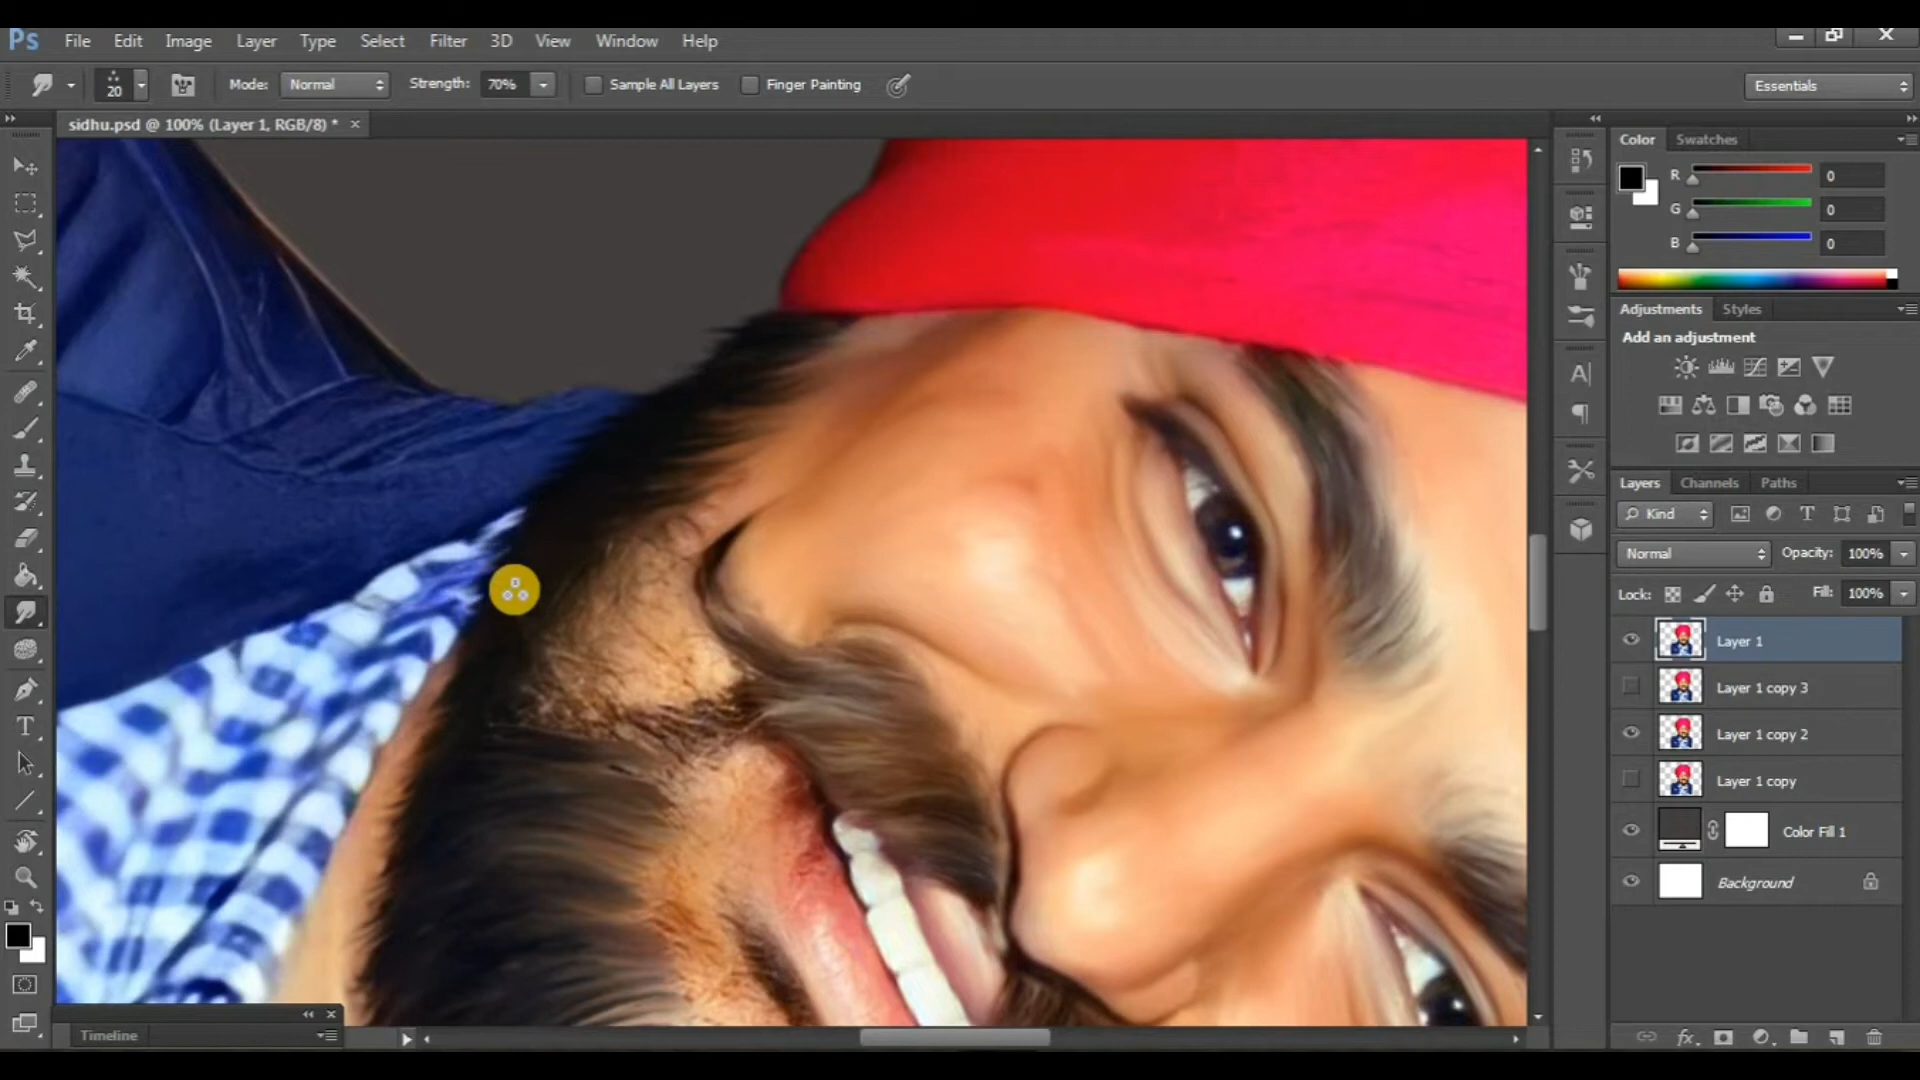 Ps File Edit Image Layer Type Select Filter 3D View Window Help
20 Mode: Normal Strength: 70% Sample All Layers Finger Painting Essentials
sidhu.psd @ 100% (Layer 1, RGB/8) *
Color Swatches
R 0
G 0
B 0
Adjustments Styles
Add an adjustment
Layers Channels Paths
Kind
Normal Opacity: 100%
Lock: Fill: 100%
Layer 1
Layer 1 copy 3
Layer 1 copy 2
Layer 1 copy
Color Fill 1
Background
Timeline